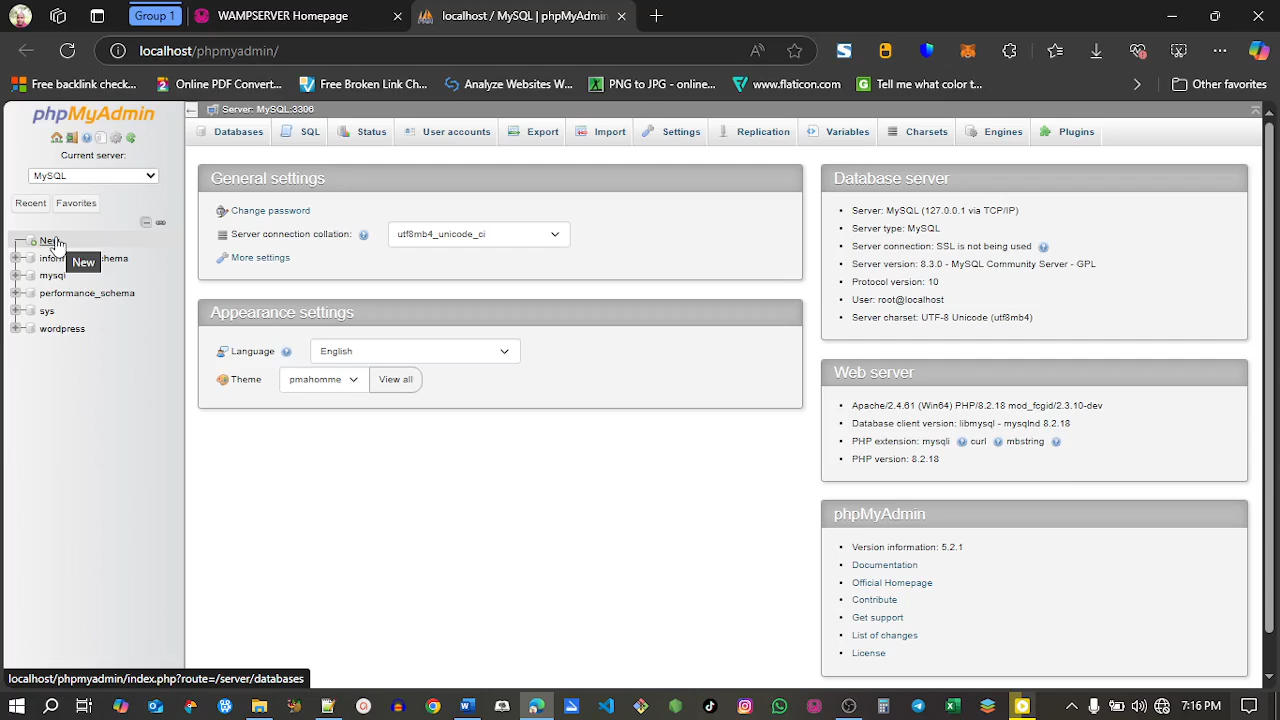 Group 1
WAMPSERVER Homepage
localhost / MySQL | phpMyAdmin
localhost/phpmyadmin/
Free backlink check...
Online PDF Convert...
Free Broken Link Ch...
Analyze Websites W...
PNG to JPG - online...
www.flaticon.com
Tell me what color t...
Other favorites
phpMyAdmin
Current server:
MySQL
Recent
Favorites
New
New
mysql
performance_schema
sys
wordpress
Server: MySQL:3306
Databases
SQL
Status
User accounts
Export
Import
Settings
Replication
Variables
Charsets
Engines
Plugins
General settings
Change password
Server connection collation:
utf8mb4_unicode_ci
More settings
Appearance settings
Language
English
Theme
pmahomme
View all
Database server
Server: MySQL (127.0.0.1 via TCP/IP)
Server type: MySQL
Server connection: SSL is not being used
Server version: 8.3.0 - MySQL Community Server - GPL
Protocol version: 10
User: root@localhost
Server charset: UTF-8 Unicode (utf8mb4)
Web server
Apache/2.4.61 (Win64) PHP/8.2.18 mod_fcgid/2.3.10-dev
Database client version: libmysql - mysqlnd 8.2.18
PHP extension: mysqli curl mbstring
PHP version: 8.2.18
phpMyAdmin
Version information: 5.2.1
Documentation
Official Homepage
Contribute
Get support
List of changes
License
localhost/phpmyadmin/index.php?route=/server/databases
7:16 PM